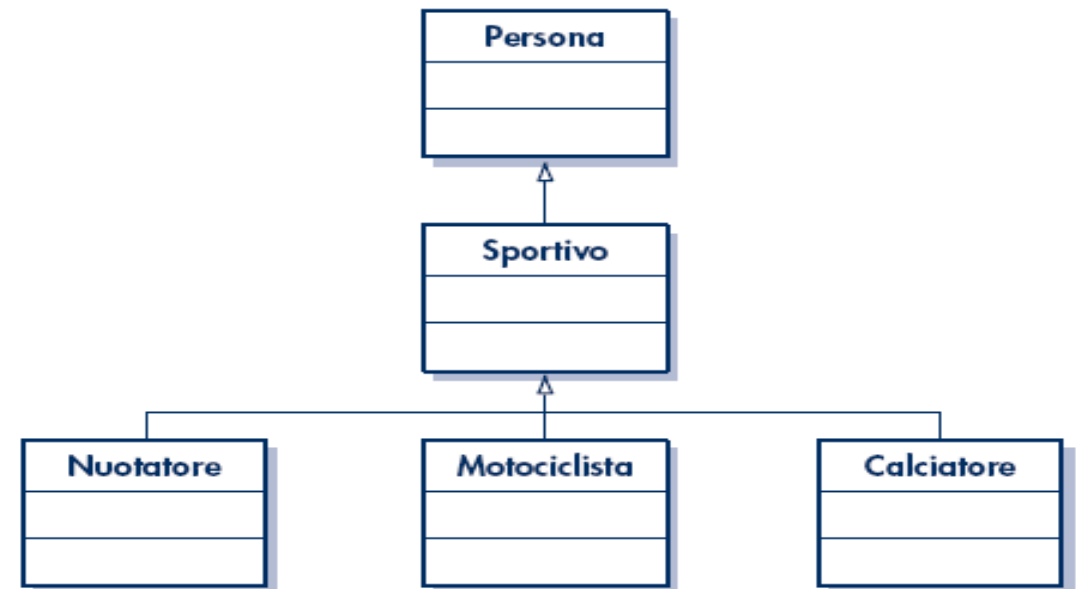 Persona
Sportivo
Nuotatore
Motociclista
Calciatore